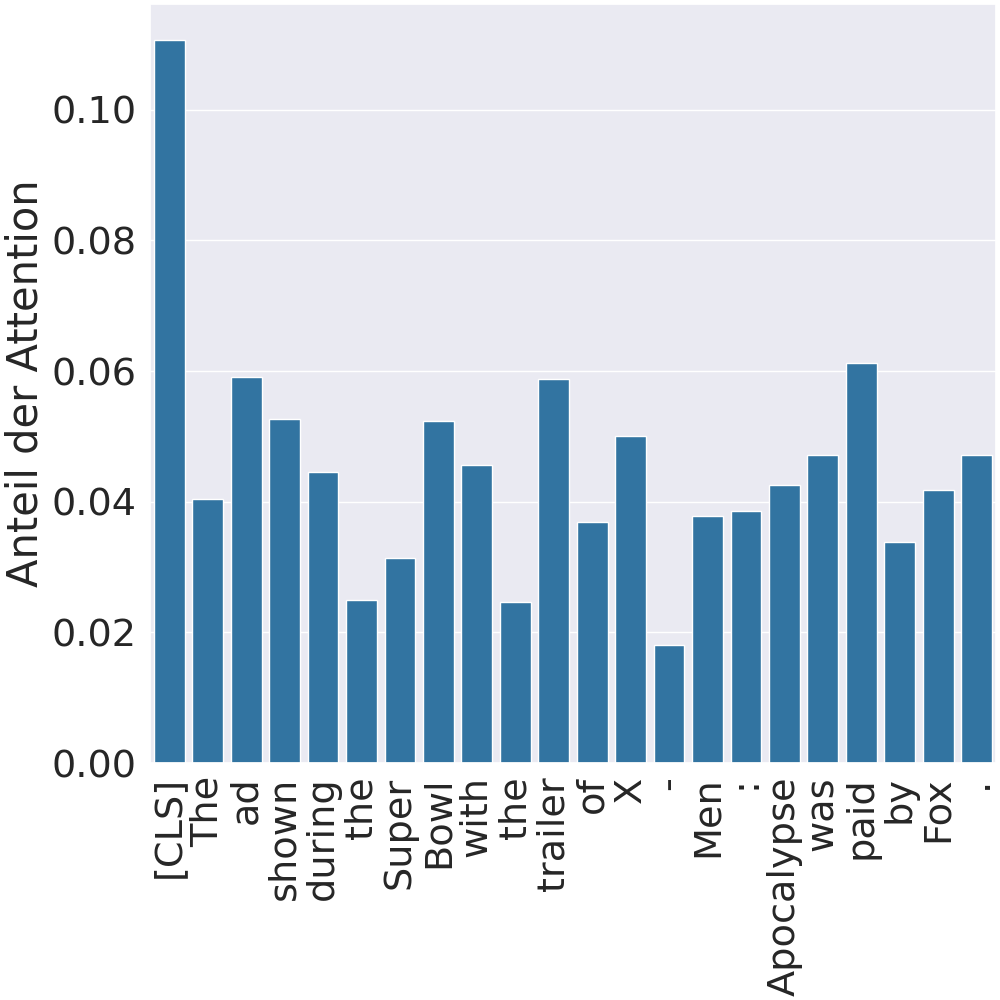 Anteil der Attention
0.10
0.08
0.06
0.04
0.02
0.00
[CLS]
The
ad
shown
during
the
Super
Bowl
with
the
trailer
of
X
-
Men
:
Apocalypse
was
paid
by
Fox
.